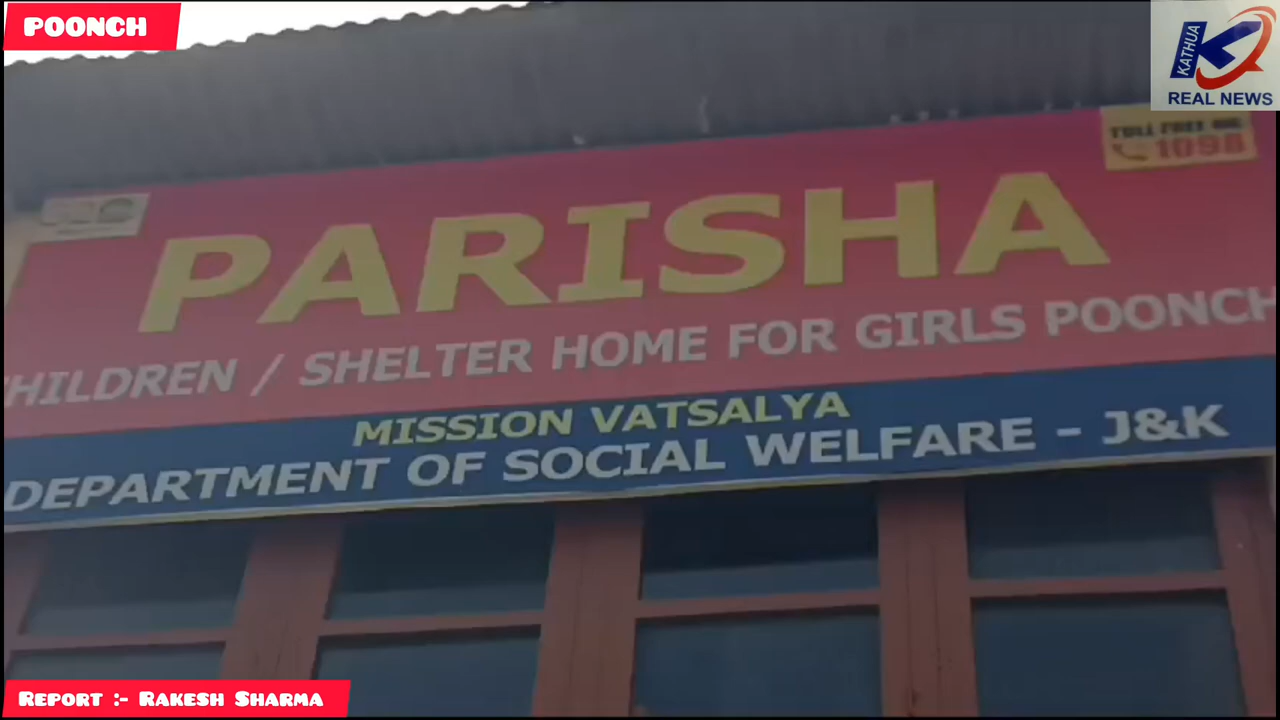 POONCH
KATHUA
REAL NEWS
TOLL FREE NO.
1098
PARISHA
CHILDREN / SHELTER HOME FOR GIRLS POONCH
MISSION VATSALYA
DEPARTMENT OF SOCIAL WELFARE - J&K
REPORT :- RAKESH SHARMA